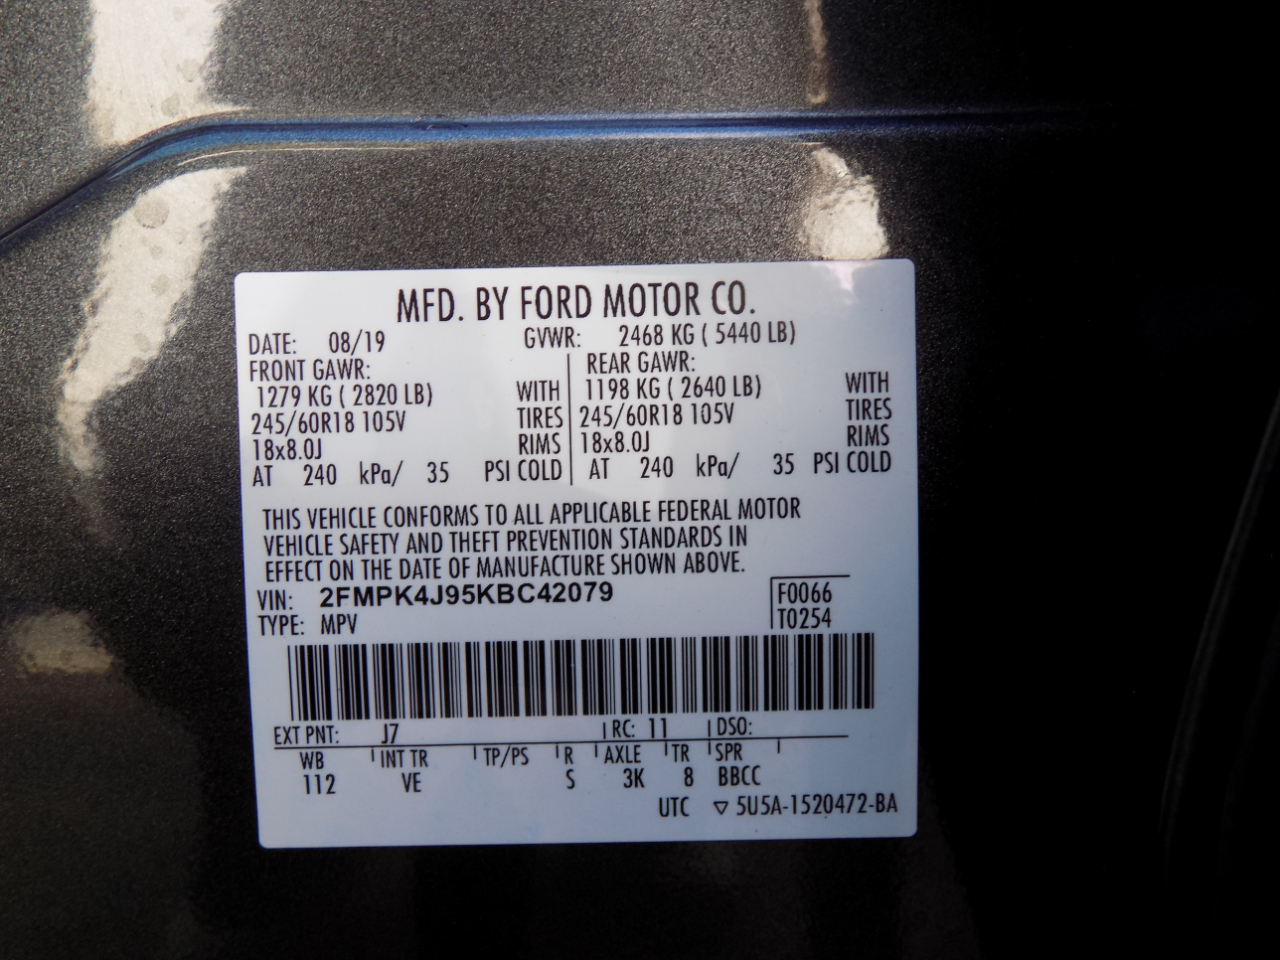 MFD. BY FORD MOTOR CO.
DATE: 08/19 GVWR: 2468 KG ( 5440 LB)
FRONT GAWR: REAR GAWR:
1279 KG ( 2820 LB) WITH 1198 KG (2640 LB) WITH
245/60R18 105V TIRES 245/60R18 105V TIRES
18x8.0J RIMS 18x8.0J RIMS
AT 240 kPa/ 35 PSI COLD AT 240 kPa/ 35 PSI COLD
THIS VEHICLE CONFORMS TO ALL APPLICABLE FEDERAL MOTOR
VEHICLE SAFETY AND THEFT PREVENTION STANDARDS IN
EFFECT ON THE DATE OF MANUFACTURE SHOWN ABOVE.
VIN: 2FMPK4J95KBC42079 F0066
TYPE: MPV T0254
EXT PNT: J7 RC: 11 DSO:
WB INT TR TP/PS R AXLE TR SPR
112 VE S 3K 8 BBCC
UTC ▽ 5U5A-1520472-BA